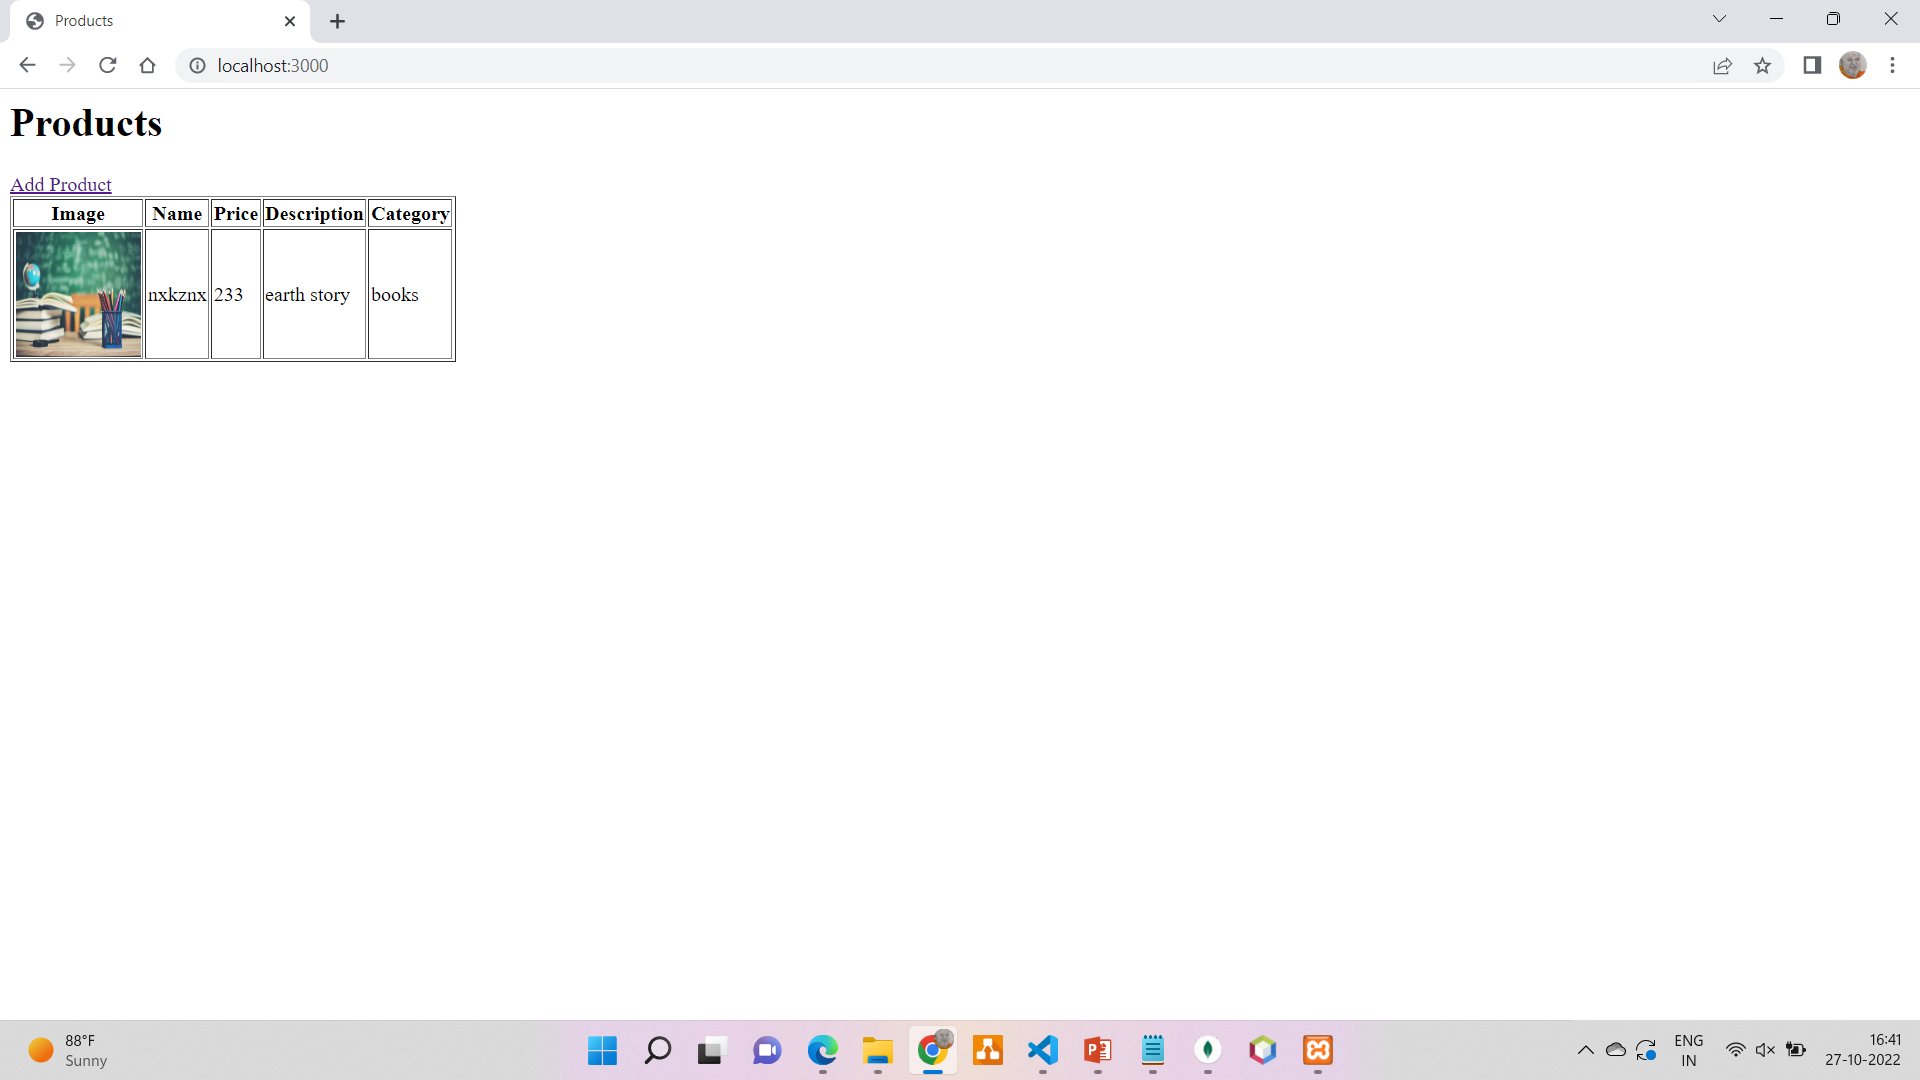 Products
localhost:3000
Products
Add Product
Image Name Price Description Category
nxkznx 233 earth story books
88°F
Sunny
ENG
IN
16:41
27-10-2022